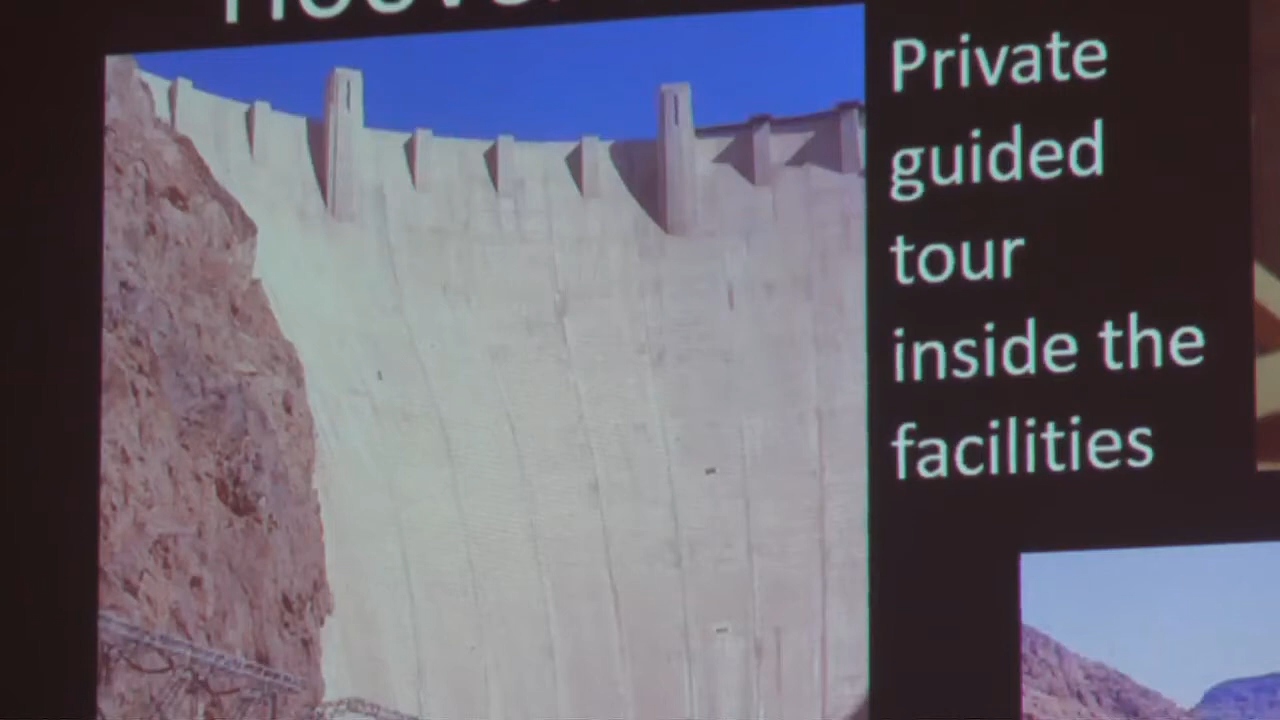 Private
guided
tour
inside the
facilities